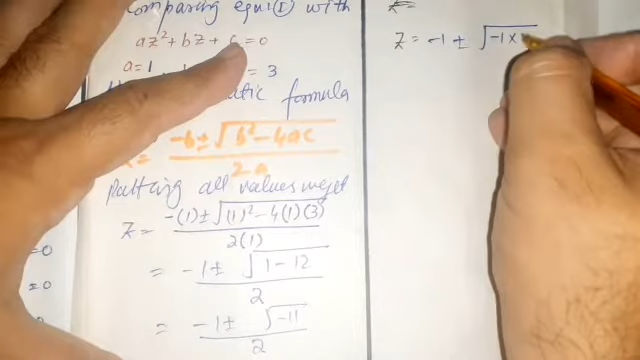 Comparing equ(I) with
az² + bz + c = 0
a = 1 = 3
formula
-b ± √b² - 4ac
= 
2a
Putting all values we get
Z = -(1) ± √(1)² - 4(1)(3)
2(1)
= -1 ± √1 - 12
2
= -1 ± √-11
2
=0
=0
Z = -1 ± √-1 x